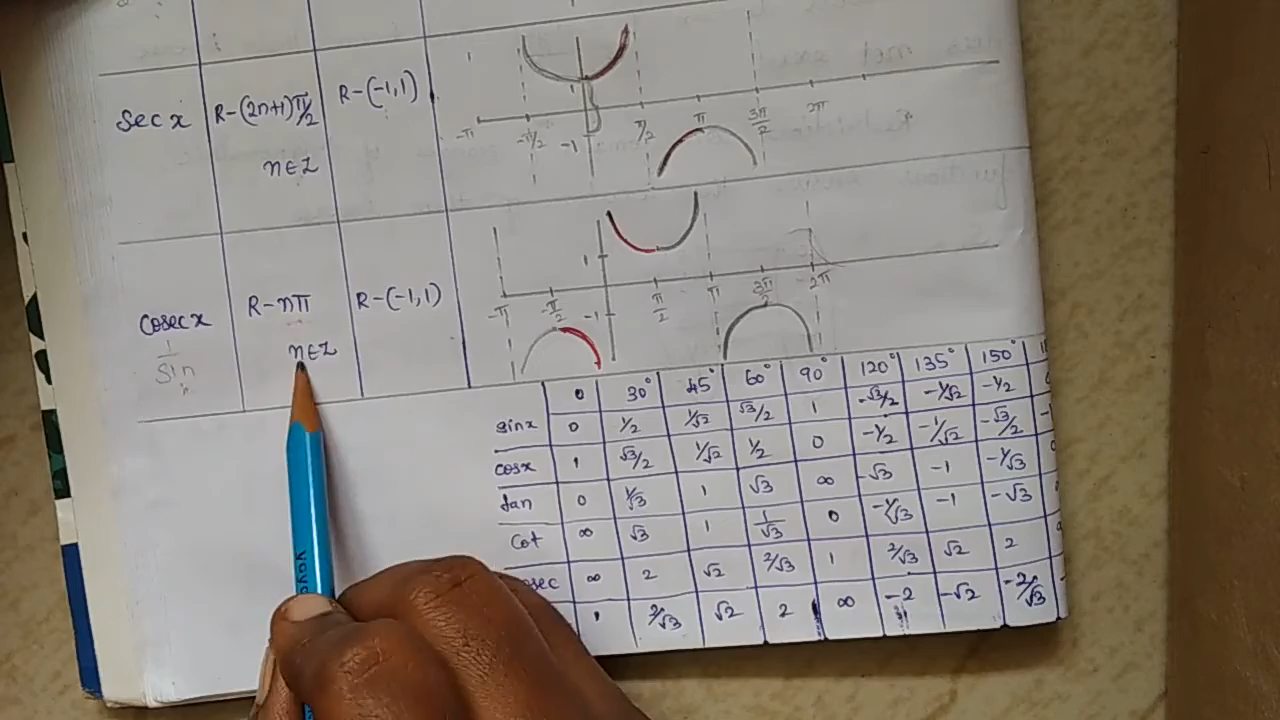 sec x R-(2n+1)π/2 R-(-1,1)
n∈Z
1
-1
-π -π/2 π/2 π 3π/2 2π
cosec x R-nπ R-(-1,1)
n∈Z
1/sin x
1
-1
-π -π/2 π/2 π 3π/2 2π
0 30° 45° 60° 90° 120° 135° 150°
sinx 0 1/2 1/√2 √3/2 1 -√3/2 -1/√2 -1/2
cosx 1 √3/2 1/√2 1/2 0 -1/2 -1/√2 -√3/2
tan 0 1/√3 1 √3 ∞ -√3 -1 -1/√3
cot ∞ √3 1 1/√3 0 -1/√3 -1 -√3
osec ∞ 2 √2 2/√3 1 2/√3 √2 2
1 2/√3 √2 2 ∞ -2 -√2 -2/√3